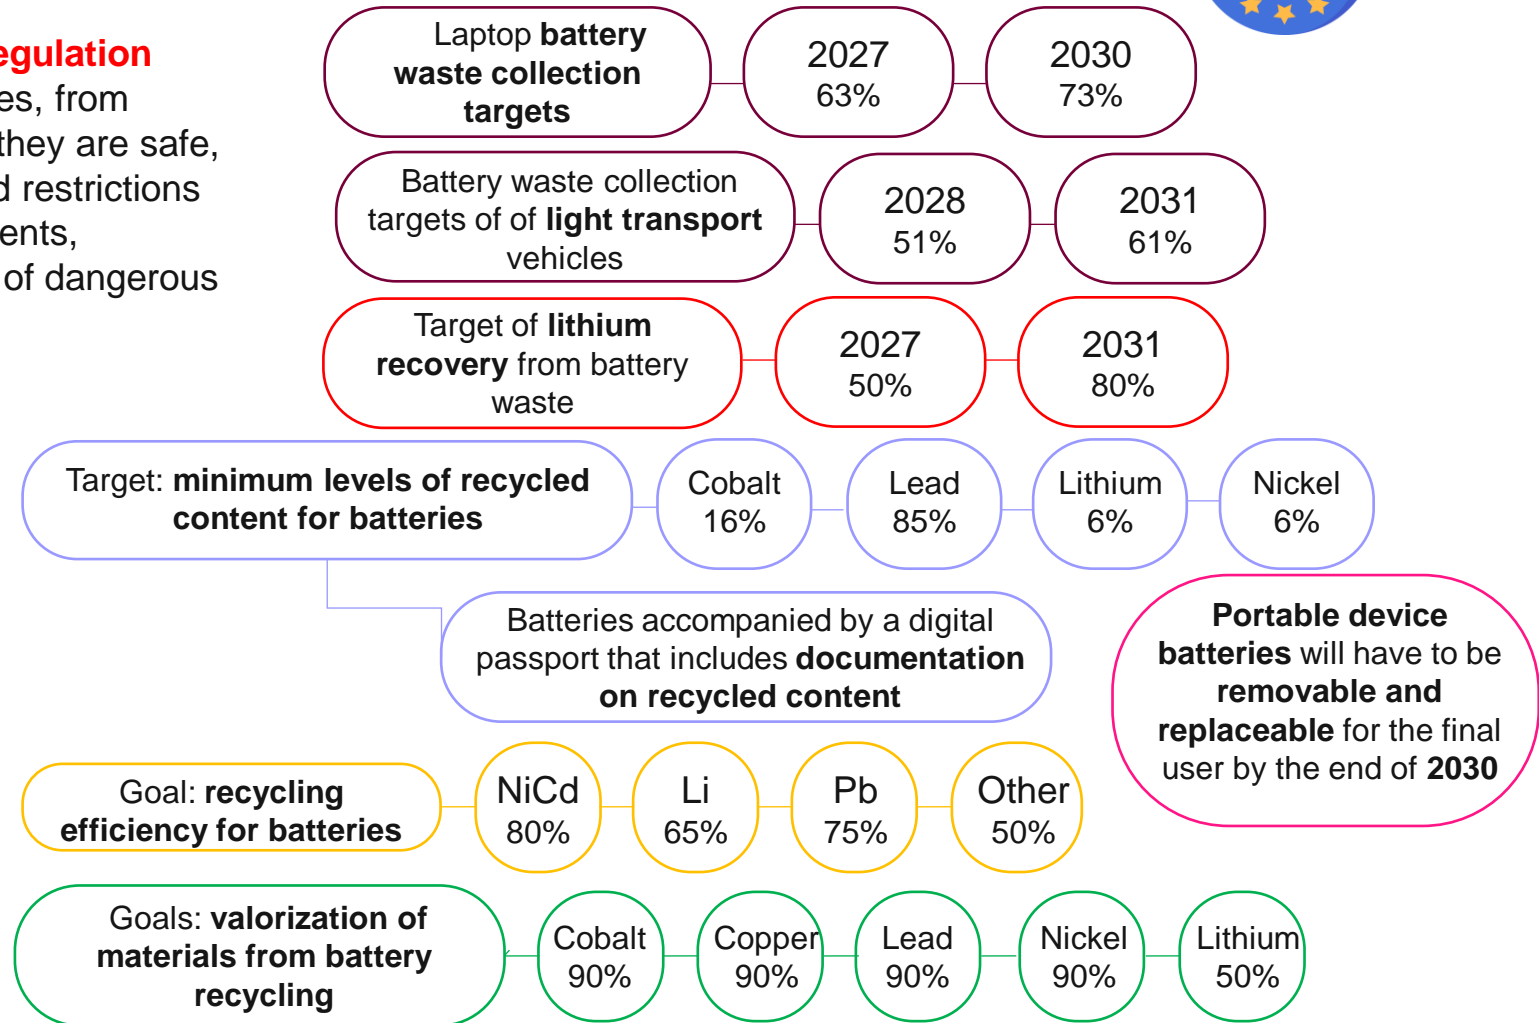 egulation
es, from
they are safe,
d restrictions
ents,
of dangerous
Laptop battery
waste collection
targets
2027
63%
2030
73%
Battery waste collection
targets of of light transport
vehicles
2028
51%
2031
61%
Target of lithium
recovery from battery
waste
2027
50%
2031
80%
Target: minimum levels of recycled
content for batteries
Cobalt
16%
Lead
85%
Lithium
6%
Nickel
6%
Batteries accompanied by a digital
passport that includes documentation
on recycled content
Portable device
batteries will have to be
removable and
replaceable for the final
user by the end of 2030
Goal: recycling
efficiency for batteries
NiCd
80%
Li
65%
Pb
75%
Other
50%
Goals: valorization of
materials from battery
recycling
Cobalt
90%
Copper
90%
Lead
90%
Nickel
90%
Lithium
50%